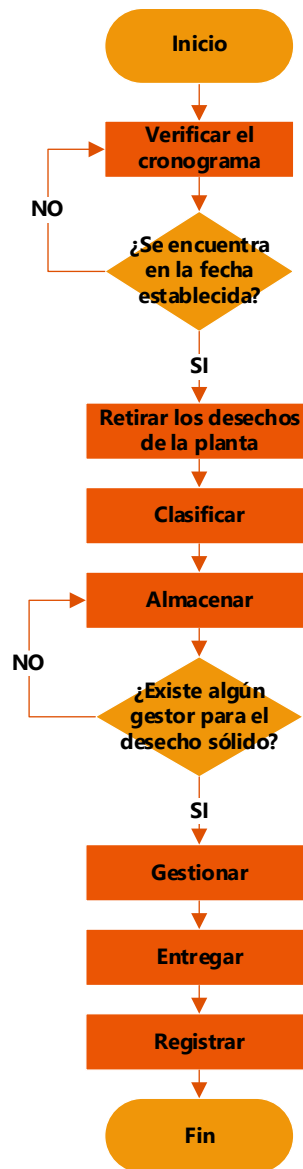 Inicio
Verificar el
cronograma
NO
¿Se encuentra
en la fecha
establecida?
SI
Retirar los desechos
de la planta
Clasificar
Almacenar
NO
¿Existe algún
gestor para el
desecho sólido?
SI
Gestionar
Entregar
Registrar
Fin